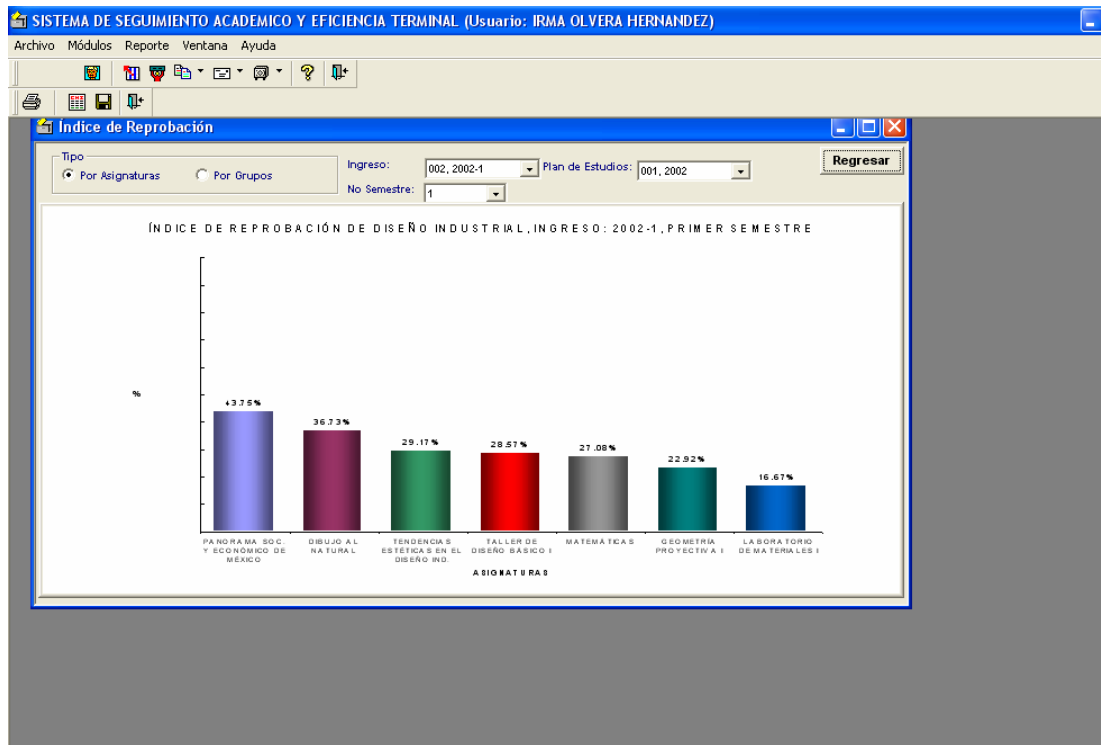 SISTEMA DE SEGUIMIENTO ACADEMICO Y EFICIENCIA TERMINAL (Usuario: IRMA OLVERA HERNANDEZ)
Archivo Módulos Reporte Ventana Ayuda
Índice de Reprobación
Tipo
Por Asignaturas Por Grupos
Ingreso: 002, 2002-1 Plan de Estudios: 001, 2002
No Semestre: 1
Regresar
ÍNDICE DE REPROBACIÓN DE DISEÑO INDUSTRIAL, INGRESO: 2002-1, PRIMER SEMESTRE
%
43.75%
36.73%
29.17%
28.57%
27.08%
22.92%
16.67%
PANORAMA SOC.
Y ECONÓMICO DE
MÉXICO
DIBUJO AL
NATURAL
TENDENCIAS
ESTÉTICAS EN EL
DISEÑO IND.
TALLER DE
DISEÑO BÁSICO I
MATEMÁTICAS
GEOMETRÍA
PROYECTIVA I
LABORATORIO
DE MATERIALES I
ASIGNATURAS